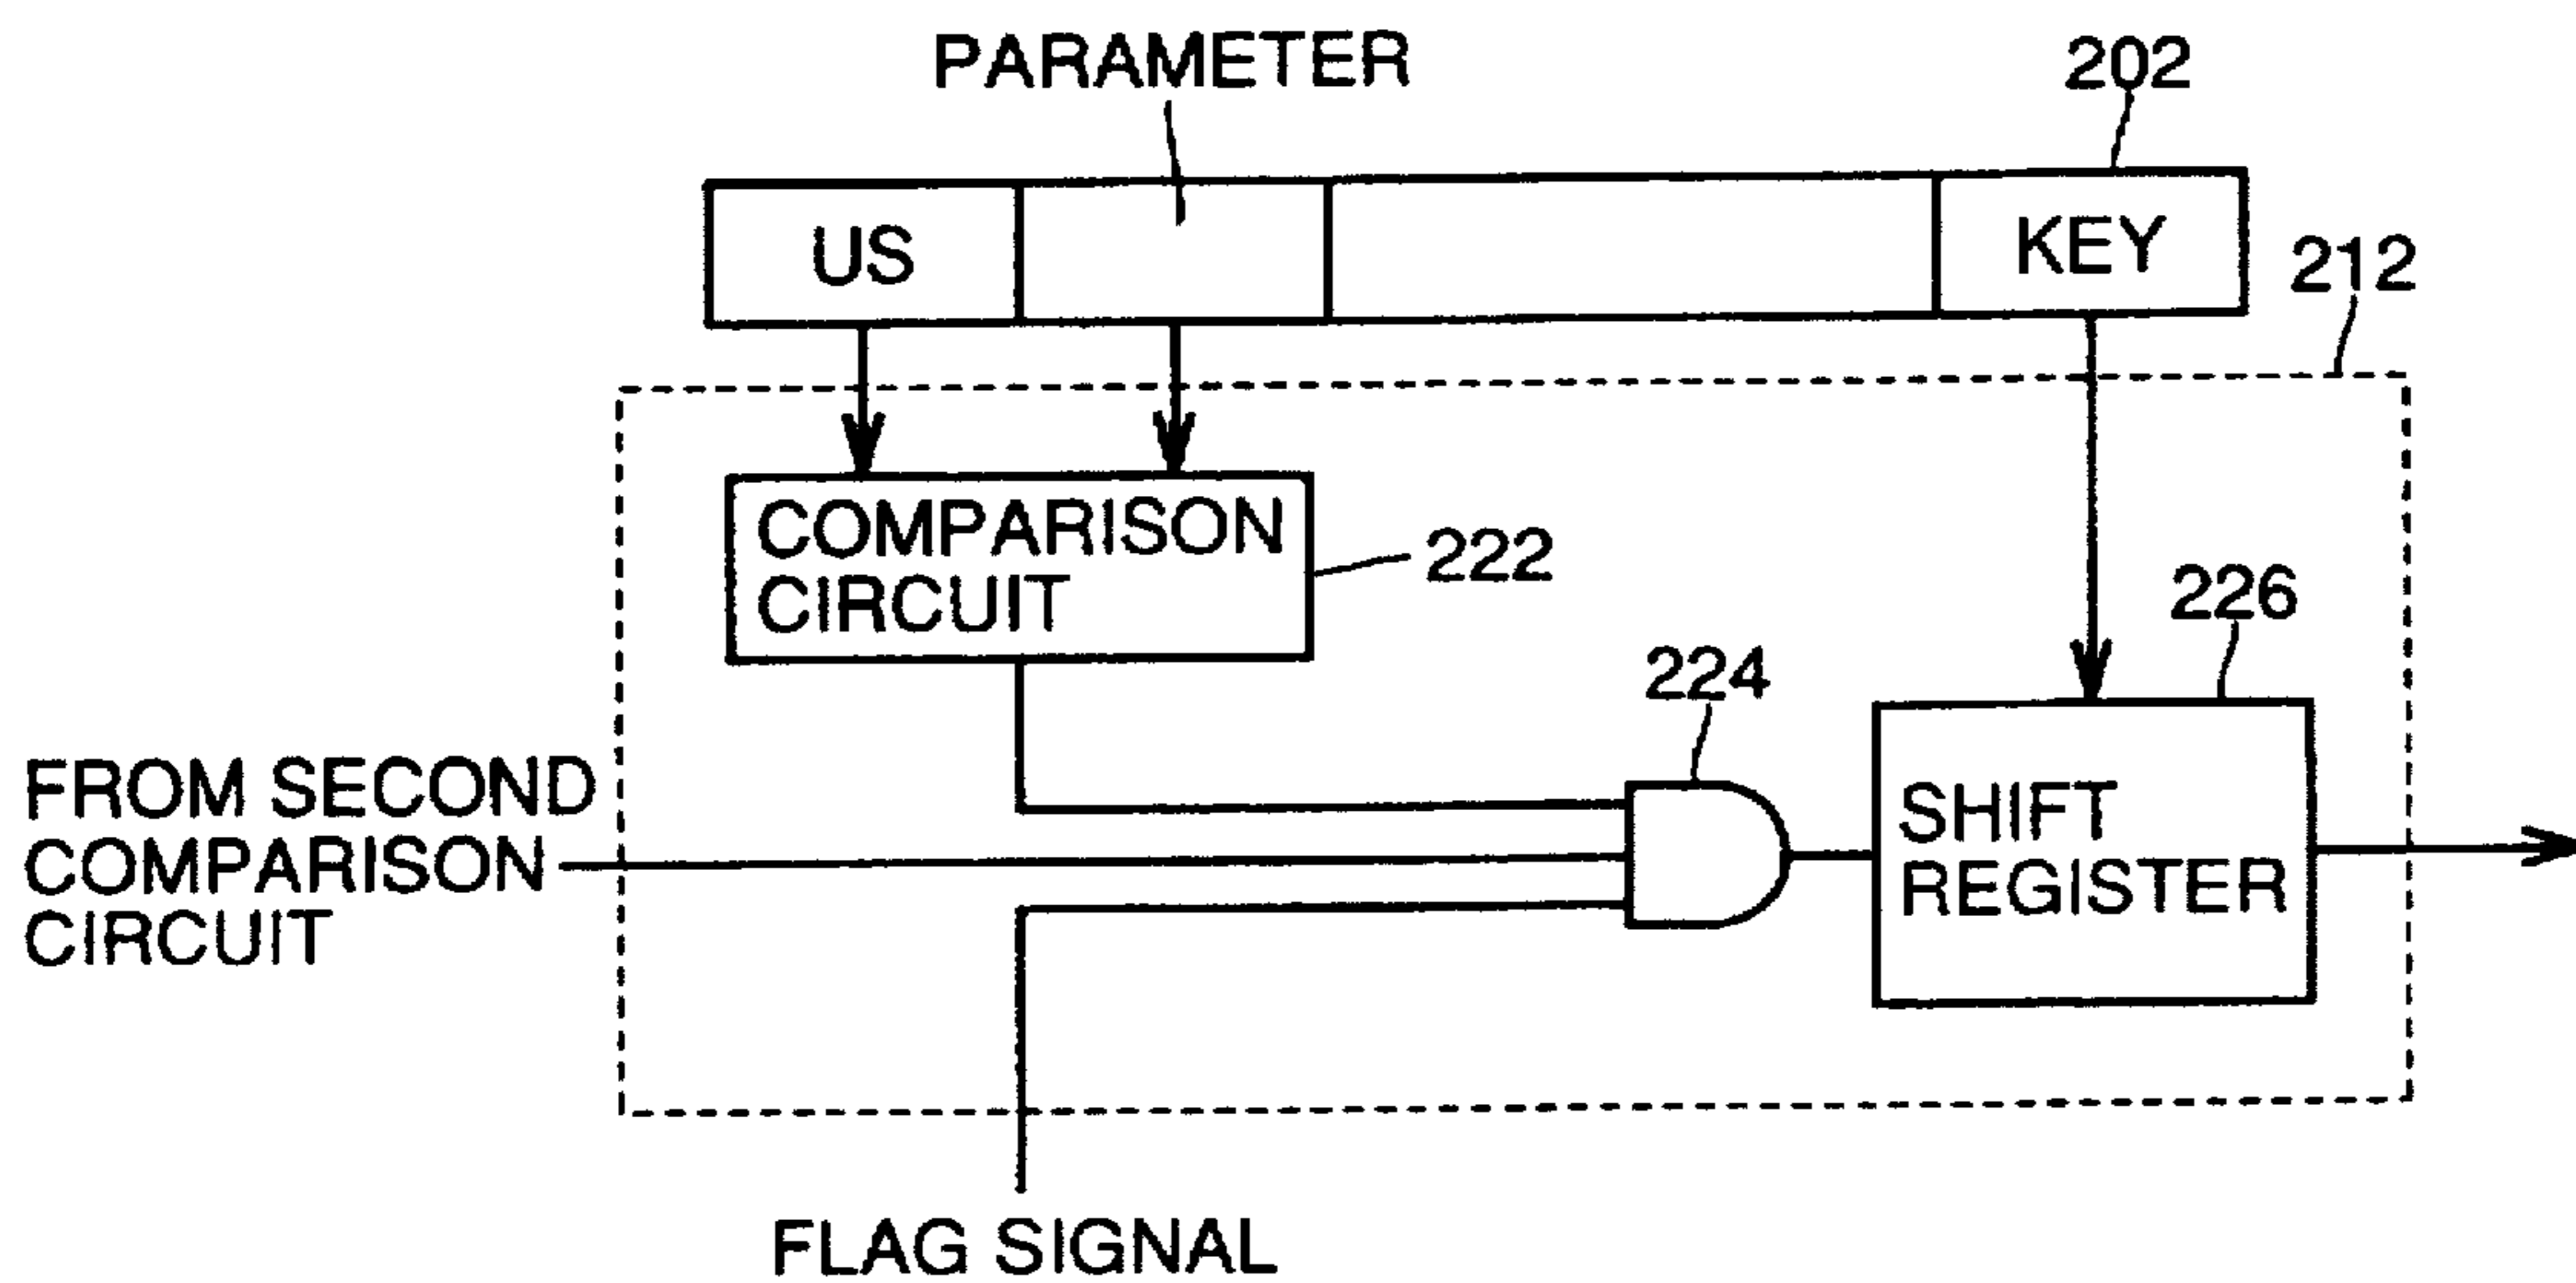 PARAMETER
202
US
KEY
212
COMPARISON
CIRCUIT
222
226
224
FROM SECOND
COMPARISON
CIRCUIT
SHIFT
REGISTER
FLAG SIGNAL